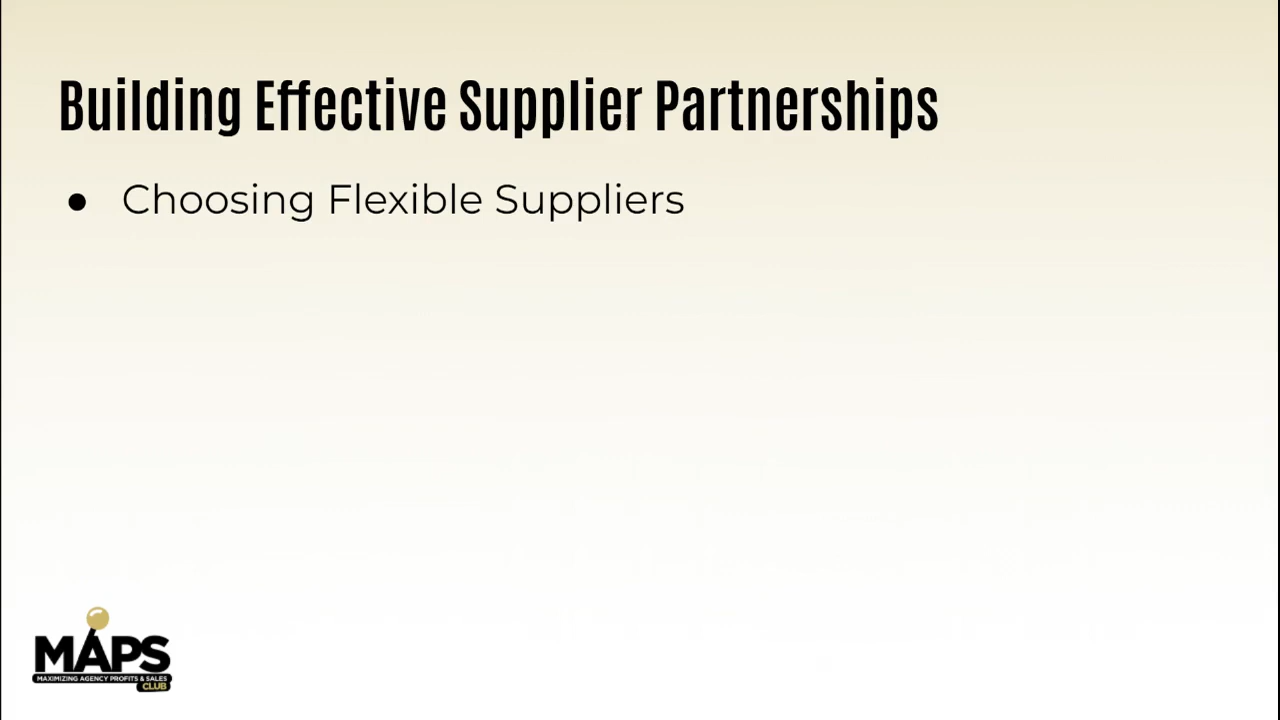 Building Effective Supplier Partnerships
● Choosing Flexible Suppliers
MAPS
MAXIMIZING AGENCY PROFITS & SALES
CLUB